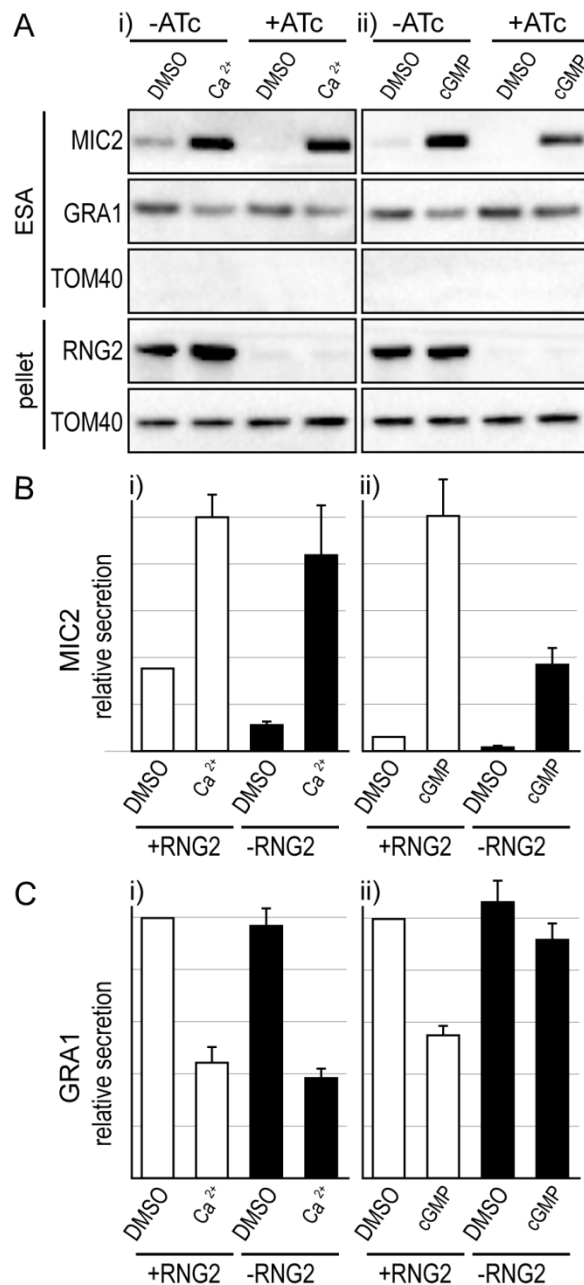 A
i)
-ATc
+ATc
ii)
-ATc
+ATc
DMSO
Ca 2+
DMSO
Ca 2+
DMSO
cGMP
DMSO
cGMP
ESA
MIC2
GRA1
TOM40
pellet
RNG2
TOM40
B
i)
ii)
MIC2
relative secretion
DMSO
Ca 2+
DMSO
Ca 2+
DMSO
cGMP
DMSO
cGMP
+RNG2
-RNG2
+RNG2
-RNG2
C
i)
ii)
GRA1
relative secretion
DMSO
Ca 2+
DMSO
Ca 2+
DMSO
cGMP
DMSO
cGMP
+RNG2
-RNG2
+RNG2
-RNG2